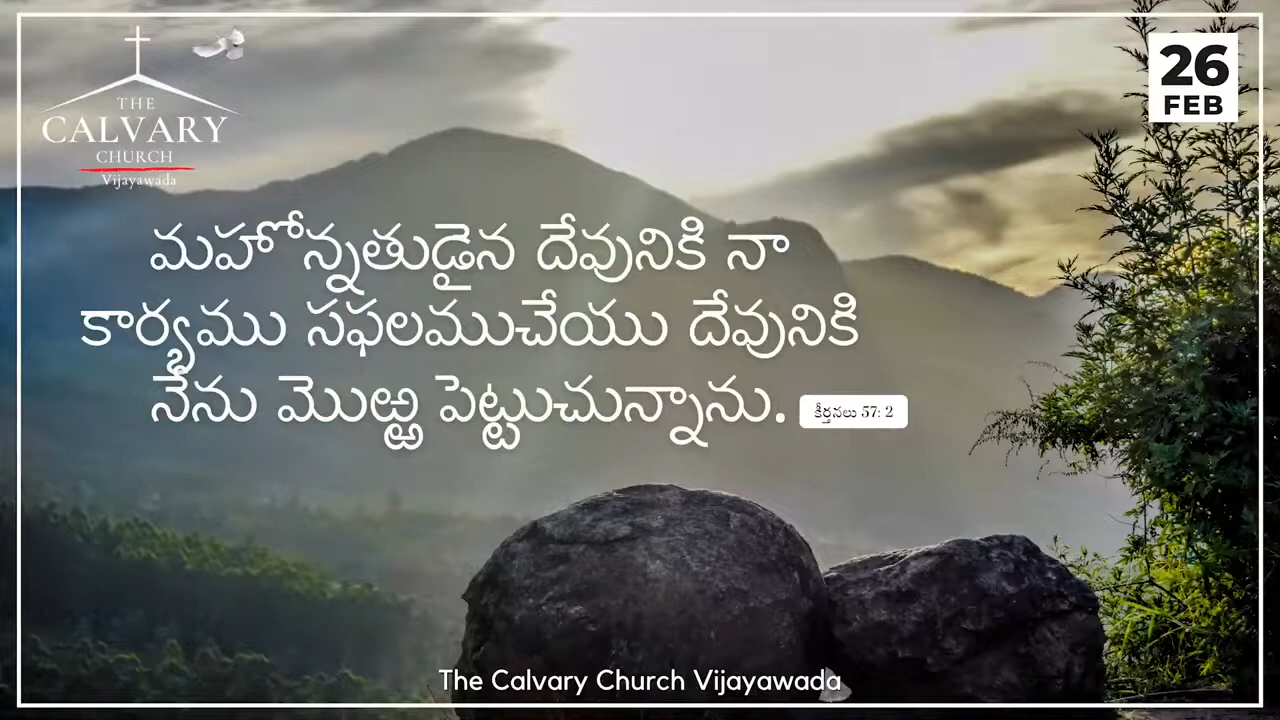 THE
CALVARY
CHURCH
Vijayawada
26
FEB
మహోన్నతుడైన దేవునికి నా
కార్యము సఫలముచేయు దేవునికి
నేను మొఱ్ఱ పెట్టుచున్నాను.
కీర్తనలు 57: 2
The Calvary Church Vijayawada